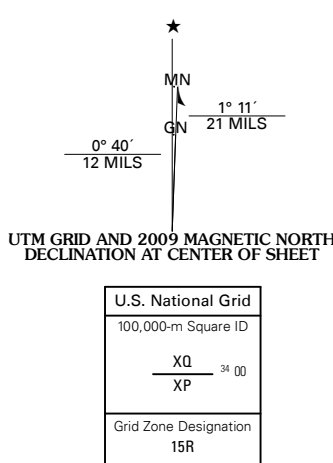 ★
MN
1° 11´
21 MILS
GN
0° 40´
12 MILS
UTM GRID AND 2009 MAGNETIC NORTH
DECLINATION AT CENTER OF SHEET
U.S. National Grid
100,000-m Square ID
XQ
34 00
XP
Grid Zone Designation
15R